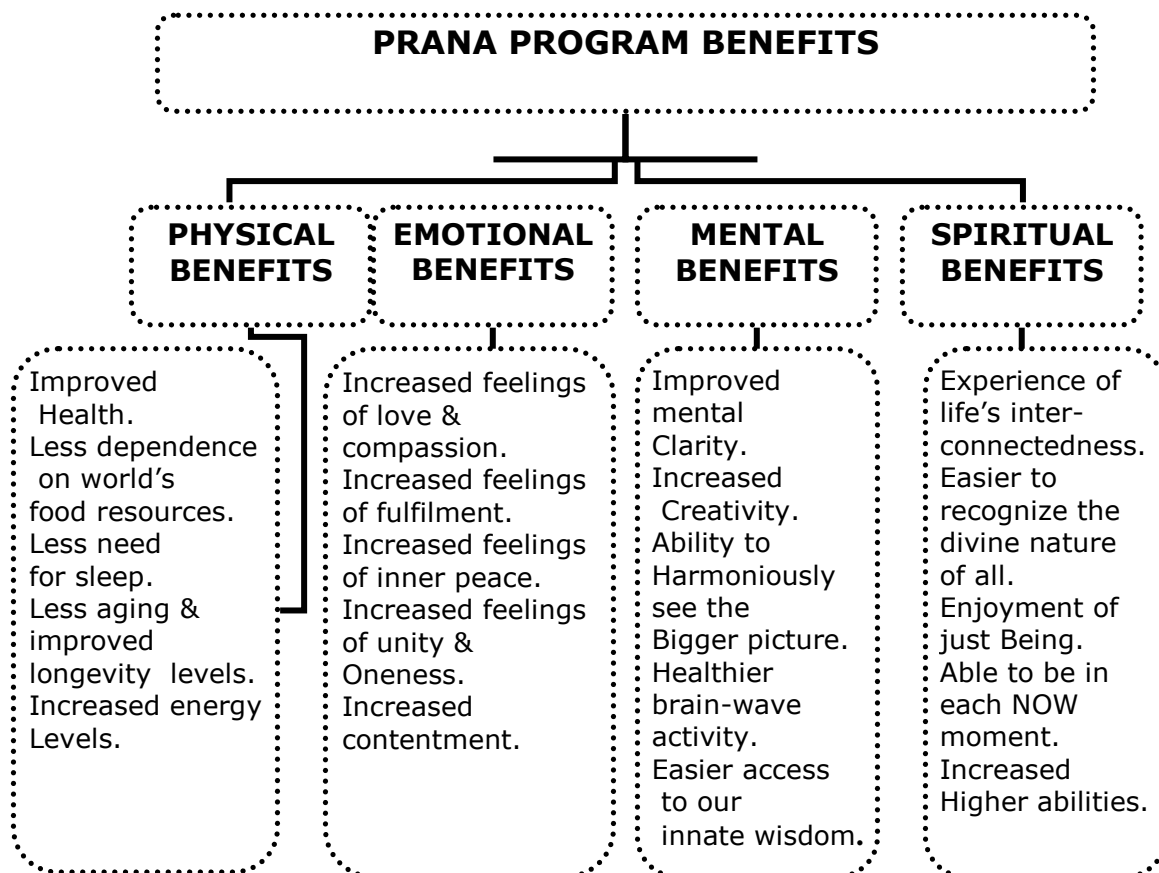 PRANA PROGRAM BENEFITS
PHYSICAL
BENEFITS
Improved
Health.
Less dependence
on world's
food resources.
Less need
for sleep.
Less aging &
improved
longevity levels.
Increased energy
Levels.
EMOTIONAL
BENEFITS
Increased feelings
of love &
compassion.
Increased feelings
of fulfilment.
Increased feelings
of inner peace.
Increased feelings
of unity &
Oneness.
Increased
contentment.
MENTAL
BENEFITS
Improved
mental
Clarity.
Increased
Creativity.
Ability to
Harmoniously
see the
Bigger picture.
Healthier
brain-wave
activity.
Easier access
to our
innate wisdom.
SPIRITUAL
BENEFITS
Experience of
life's inter-
connectedness.
Easier to
recognize the
divine nature
of all.
Enjoyment of
just Being.
Able to be in
each NOW
moment.
Increased
Higher abilities.